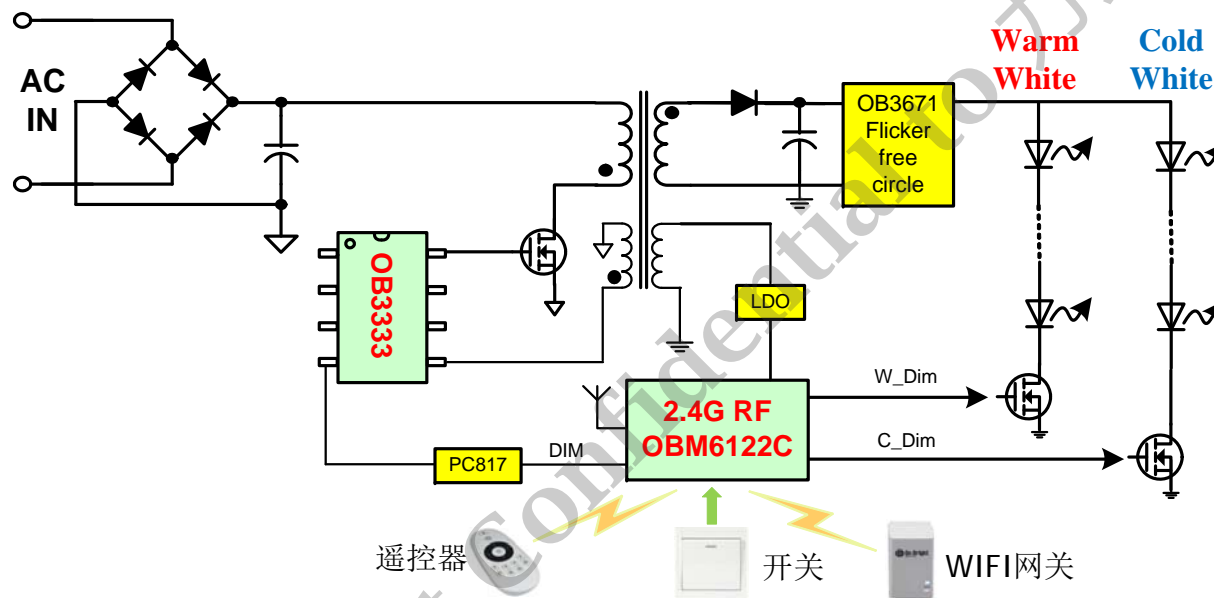 Warm
White
Cold
White
AC
IN
OB3671
Flicker
free
circle
OB3333
LDO
2.4G RF
OBM6122C
W_Dim
C_Dim
DIM
PC817
遥控器
开关
WIFI网关
Confidential to